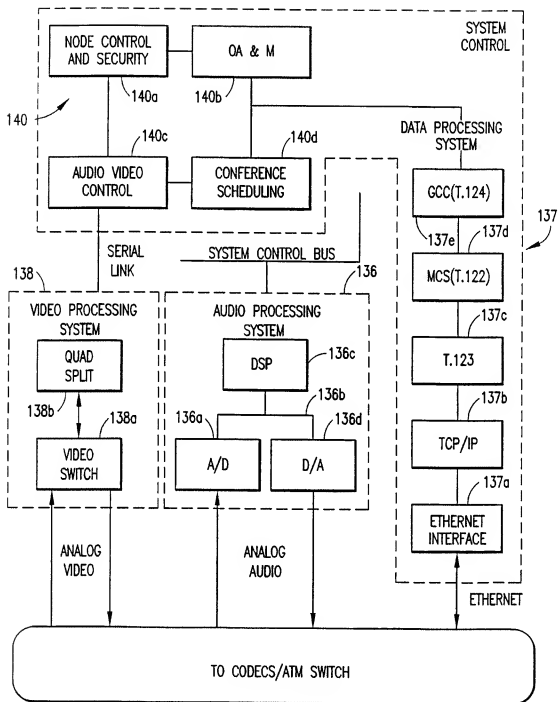 SYSTEM
CONTROL
NODE CONTROL
AND SECURITY
OA & M
140a
140b
140
140c
140d
AUDIO VIDEO
CONTROL
CONFERENCE
SCHEDULING
DATA PROCESSING
SYSTEM
GCC(T.124)
137
137e
137d
MCS(T.122)
137c
T.123
137b
TCP/IP
137a
ETHERNET
INTERFACE
ETHERNET
SERIAL
LINK
SYSTEM CONTROL BUS
138
136
VIDEO PROCESSING
SYSTEM
QUAD
SPLIT
138b
138a
VIDEO
SWITCH
AUDIO PROCESSING
SYSTEM
DSP
136c
136b
136a
136d
A/D
D/A
ANALOG
VIDEO
ANALOG
AUDIO
TO CODECS/ATM SWITCH